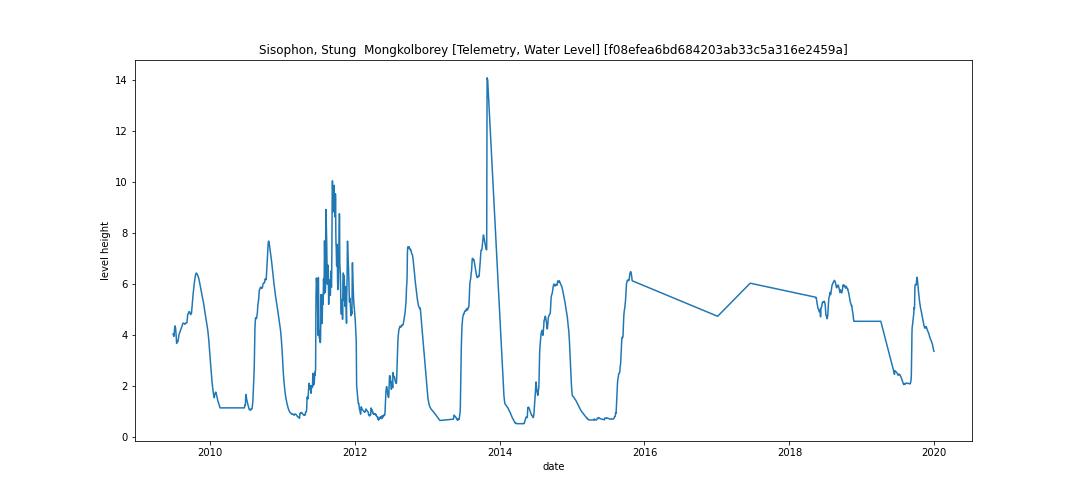 Sisophon, Stung  Mongkolborey [Telemetry, Water Level] [f08efea6bd684203ab33c5a316e2459a]
14
12
10
8
6
4
2
0
level height
2010 2012 2014 2016 2018 2020
date